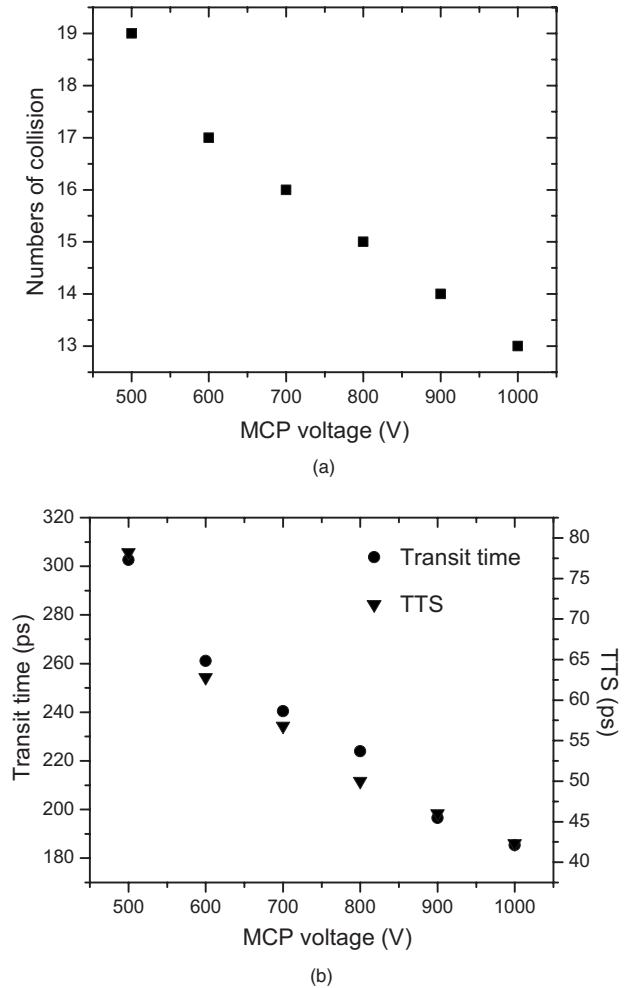 19
18
17
16
15
14
13
Numbers of collision
500 600 700 800 900 1000
MCP voltage (V)
(a)
320
300
280
260
240
220
200
180
Transit time (ps)
Transit time
TTS
80
75
70
65
60
55
50
45
40
TTS (ps)
500 600 700 800 900 1000
MCP voltage (V)
(b)